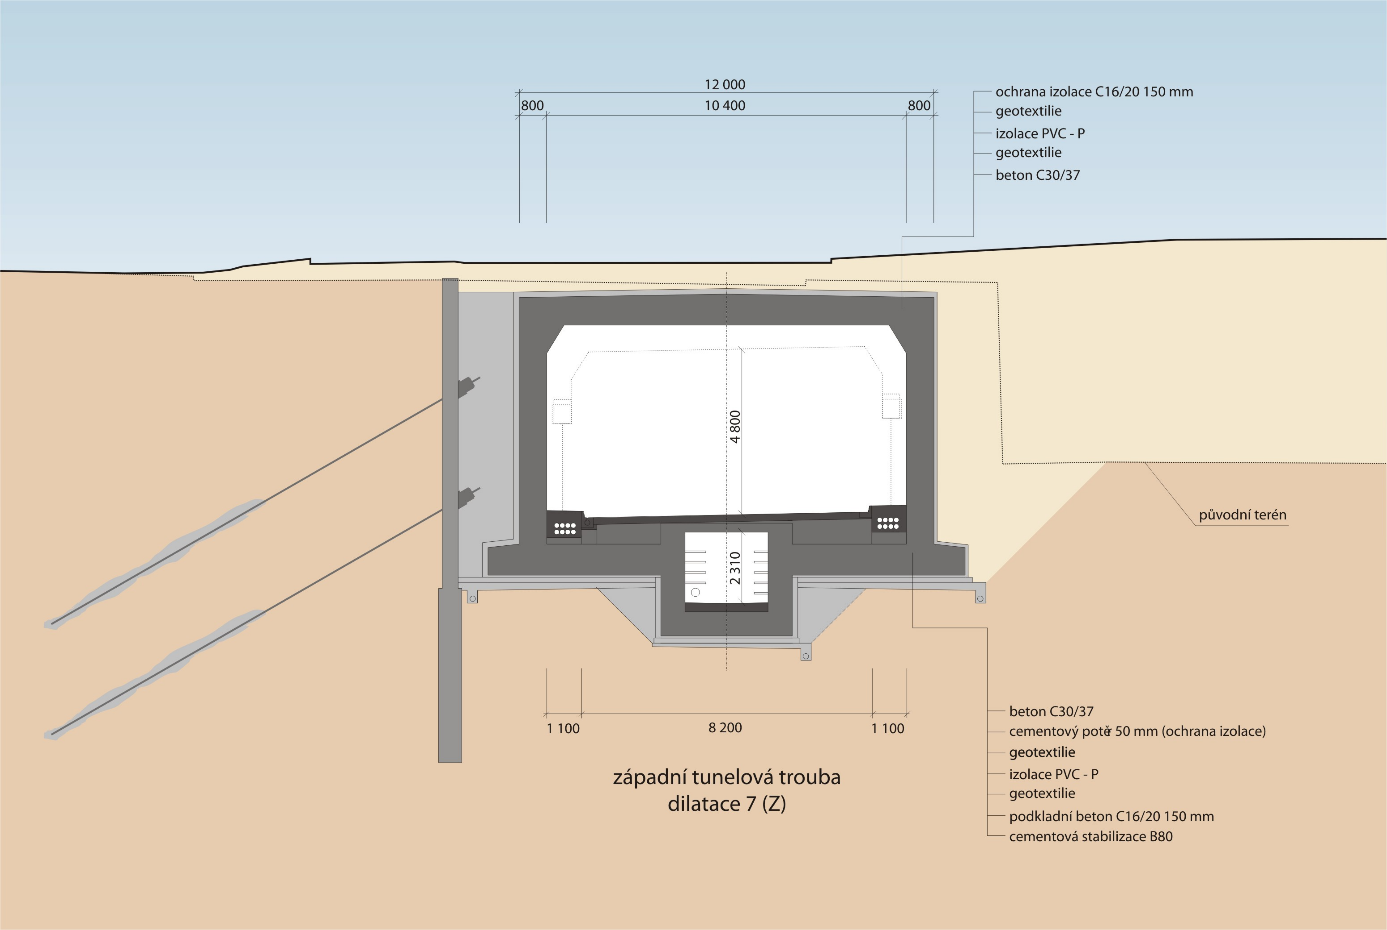 12 000
800
10 400
800
ochrana izolace C16/20 150 mm
geotextilie
izolace PVC - P
geotextilie
beton C30/37
4 800
původní terén
2 310
1 100
8 200
1 100
západní tunelová trouba
dilatace 7 (Z)
beton C30/37
cementový potěr 50 mm (ochrana izolace)
geotextilie
izolace PVC - P
geotextilie
podkladní beton C16/20 150 mm
cementová stabilizace B80